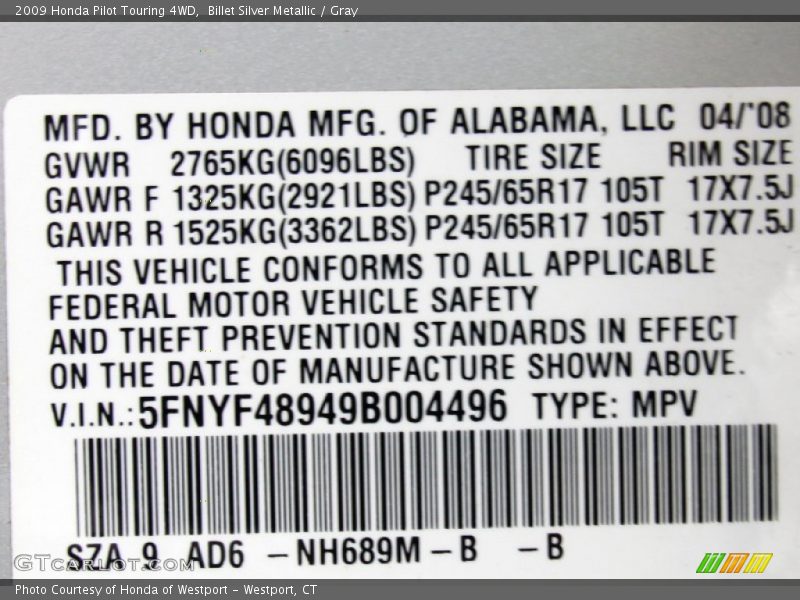 2009 Honda Pilot Touring 4WD,  Billet Silver Metallic / Gray
MFD. BY HONDA MFG. OF ALABAMA, LLC 04/'08
GVWR 2765KG(6096LBS) TIRE SIZE RIM SIZE
GAWR F 1325KG(2921LBS) P245/65R17 105T 17X7.5J
GAWR R 1525KG(3362LBS) P245/65R17 105T 17X7.5J
THIS VEHICLE CONFORMS TO ALL APPLICABLE
FEDERAL MOTOR VEHICLE SAFETY
AND THEFT PREVENTION STANDARDS IN EFFECT
ON THE DATE OF MANUFACTURE SHOWN ABOVE.
V.I.N.:5FNYF48949B004496 TYPE: MPV
SZA 9 AD6 -NH689M-B -B
GTcarlot.com
Photo Courtesy of Honda of Westport - Westport, CT